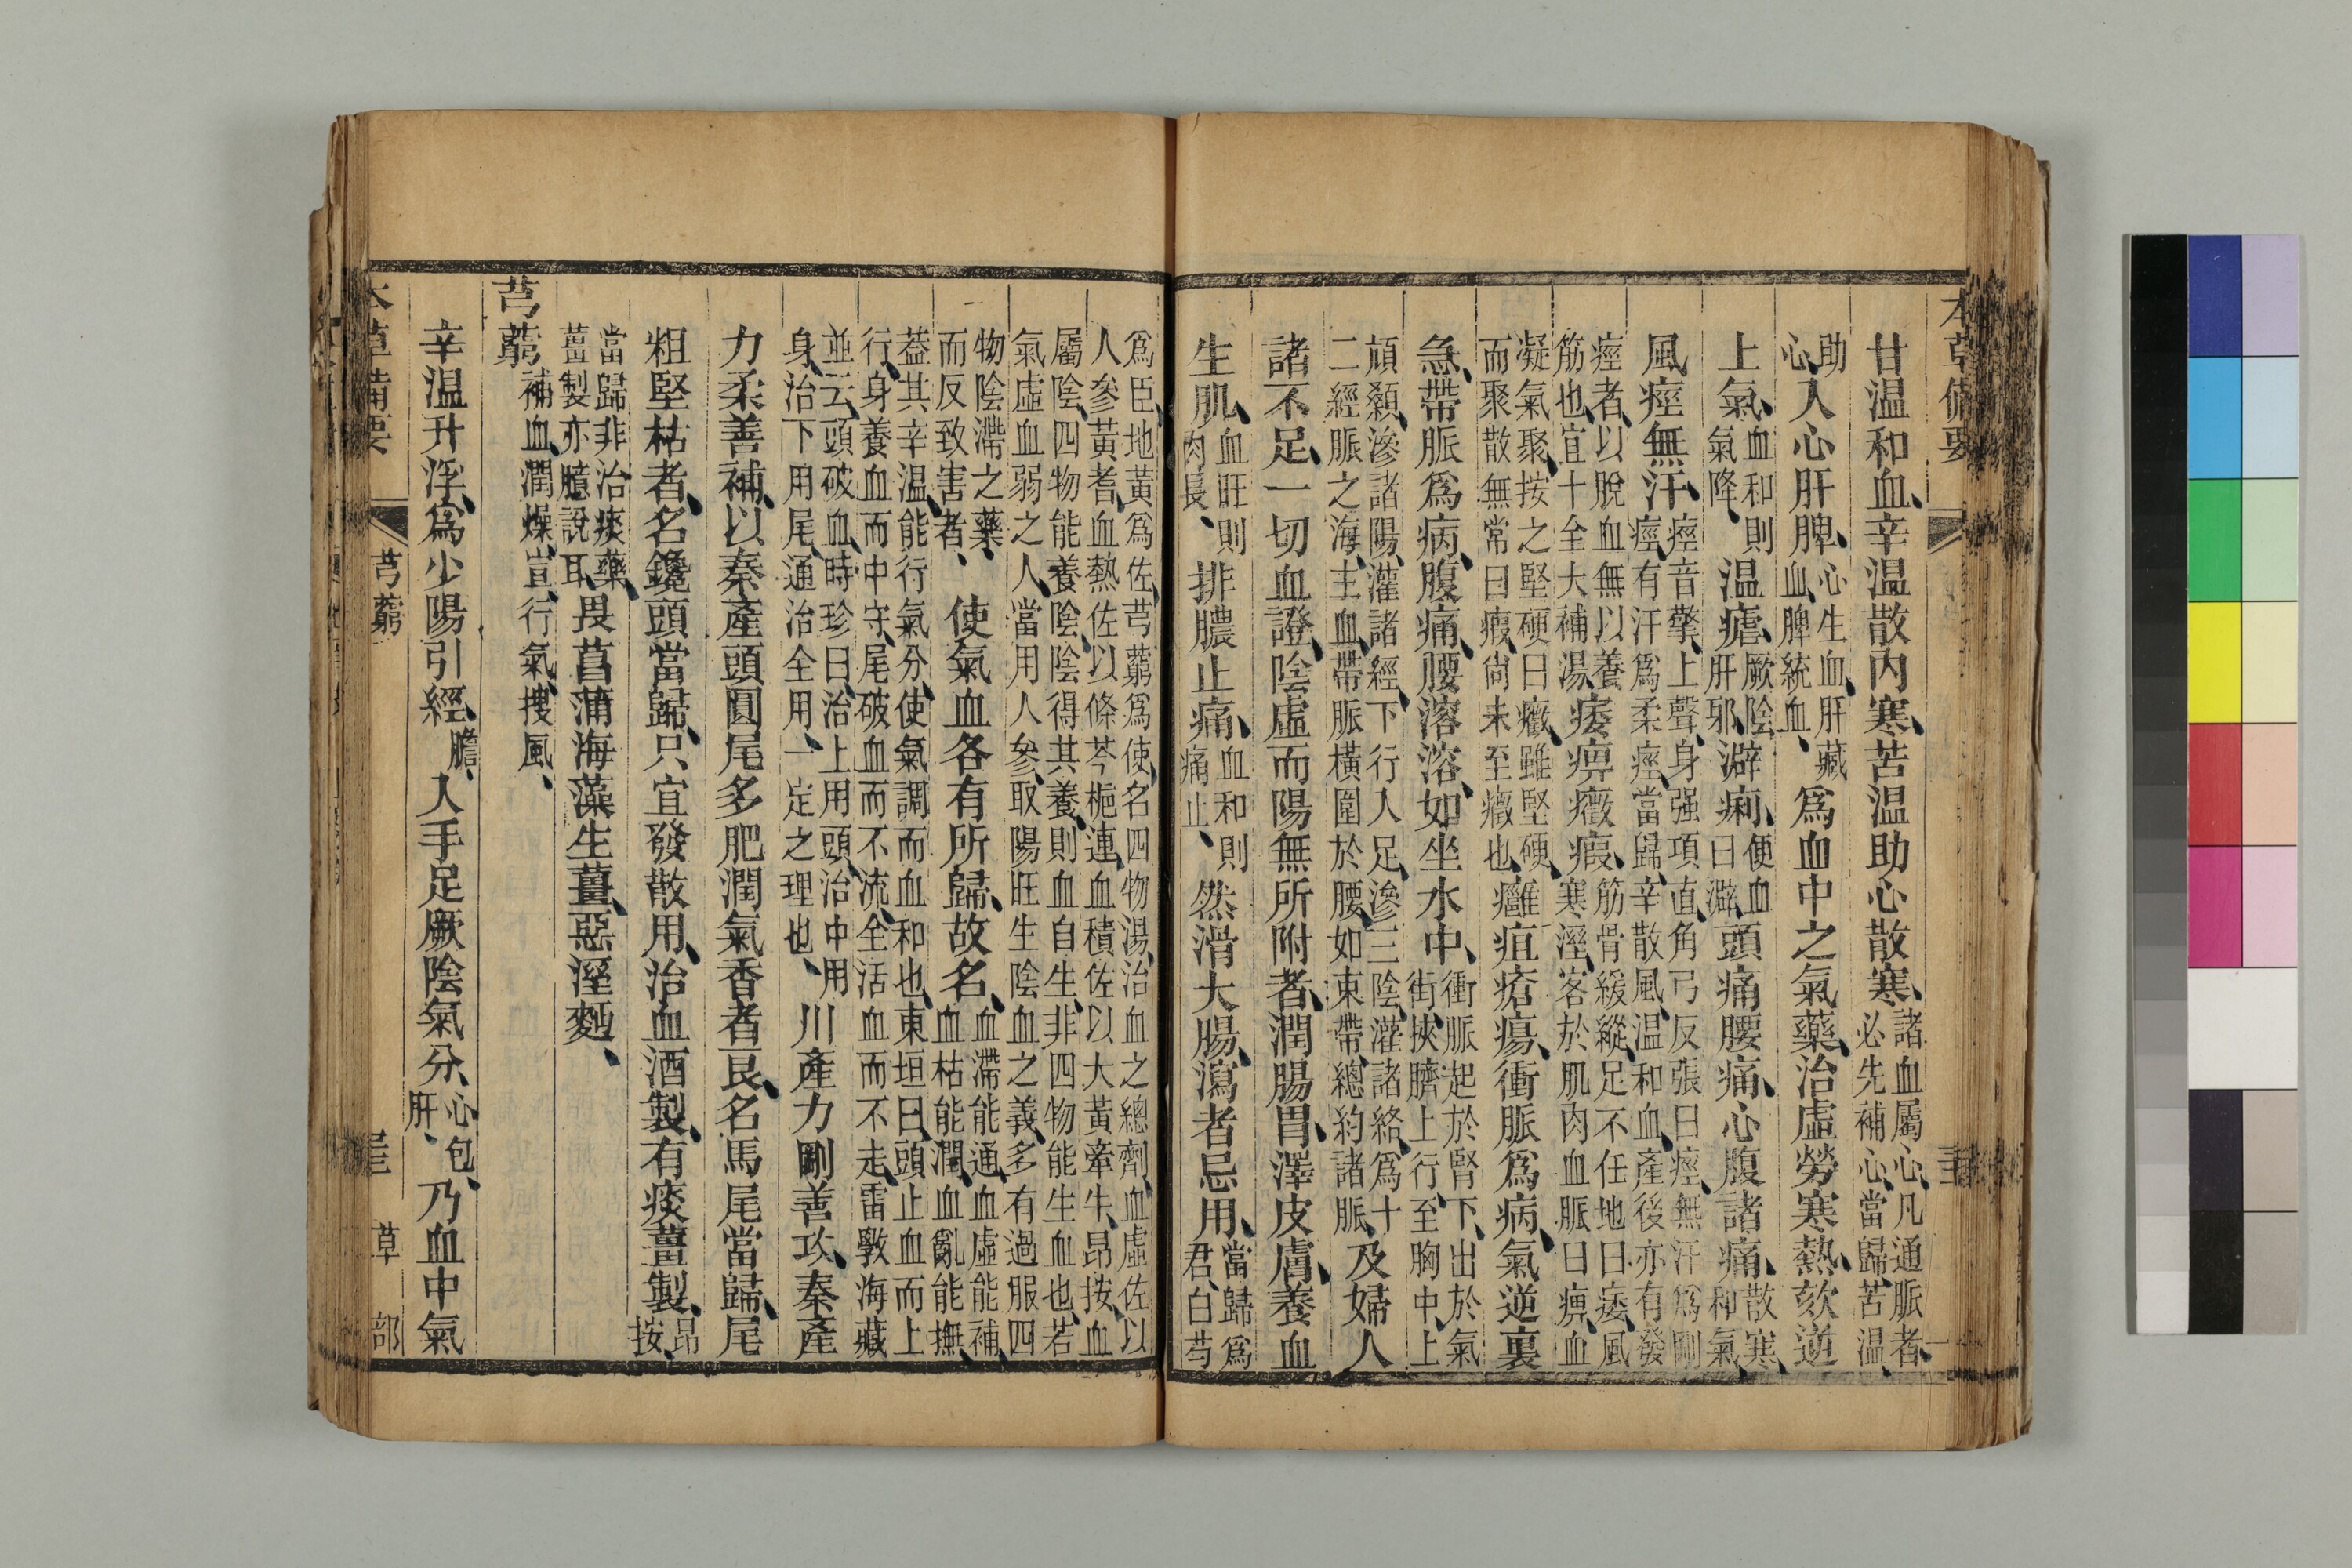 本草備要
甘温和血、辛温散内寒、苦温助心散寒、諸血屬心、凡通脈者、必先補心、當歸苦温、
助心、入心肝脾、心生血、肝藏血、脾統血、爲血中之氣藥、治虛勞寒熱欬逆
上氣、血和則氣降、温瘧、厥陰肝邪、澼痢、便血曰澼、頭痛腰痛、心腹諸痛、散寒和氣、
風痙無汗、痙音擎、上聲、身强項直、角弓反張曰痙、無汗爲剛痙、有汗爲柔痙、當歸辛散風、温和血、產後亦有發
痙者、以脫血無以養筋也、宜十全大補湯、痿痹癥瘕、筋骨緩縱、足不任地曰痿、風寒溼客於肌肉血脈曰痹、血
凝氣聚、按之堅硬曰癥、雖堅硬、而聚散無常曰瘕、尙未至癥也、癰疽瘡瘍、衝脈爲病、氣逆裏
急、帶脈爲病、腹痛、腰溶溶、如坐水中、衝脈起於腎下、出於氣街、挾臍上行、至胸中、上
頏顙、滲諸陽、灌諸經、下行入足、滲三陰、灌諸絡、爲十二經脈之海、主血、帶脈橫圍於腰、如束帶、總約諸脈、及婦人
諸不足、一切血證、陰虛而陽無所附者、潤腸胃、澤皮膚、養血
生肌、血旺則肉長、排膿止痛、血和則痛止、然滑大腸、瀉者忌用、當歸爲君、白芍
爲臣、地黃爲佐、芎藭爲使、名四物湯、治血之總劑、血虛佐以人參黃耆、血熱佐以條芩梔連、血積佐以大黃牽牛、昂按、血
屬陰、四物能養陰、陰得其養、則血自生、非四物能生血也、若氣虛血弱之人、當用人參、取陽旺生陰血之義、多有過服四
物陰滯之藥、而反致害者、使氣血各有所歸、故名、血滯能通、血虛能補、血枯能潤、血亂能撫、
葢其辛温、能行氣分、使氣調而血和也、東垣曰、頭止血而上行、身養血而中守、尾破血而不流、全活血而不走、雷斅海藏
並云、頭破血、時珍曰、治上用頭、治中用身、治下用尾、通治全用、一定之理也、川產力剛善攻、秦產
力柔善補、以秦產頭圓尾多肥潤氣香者良、名馬尾當歸、尾
粗堅枯者、名鑱頭當歸、只宜發散用、治血酒製、有痰薑製、昂按、
當歸非治痰藥、薑製亦臆說耳、畏菖蒲海藻生薑、惡溼麪、
芎藭 補血、潤燥、宣、行氣、搜風、
辛温升浮、爲少陽引經、膽、入手足厥陰氣分、心包、肝、乃血中氣
本草備要 芎藭 草部